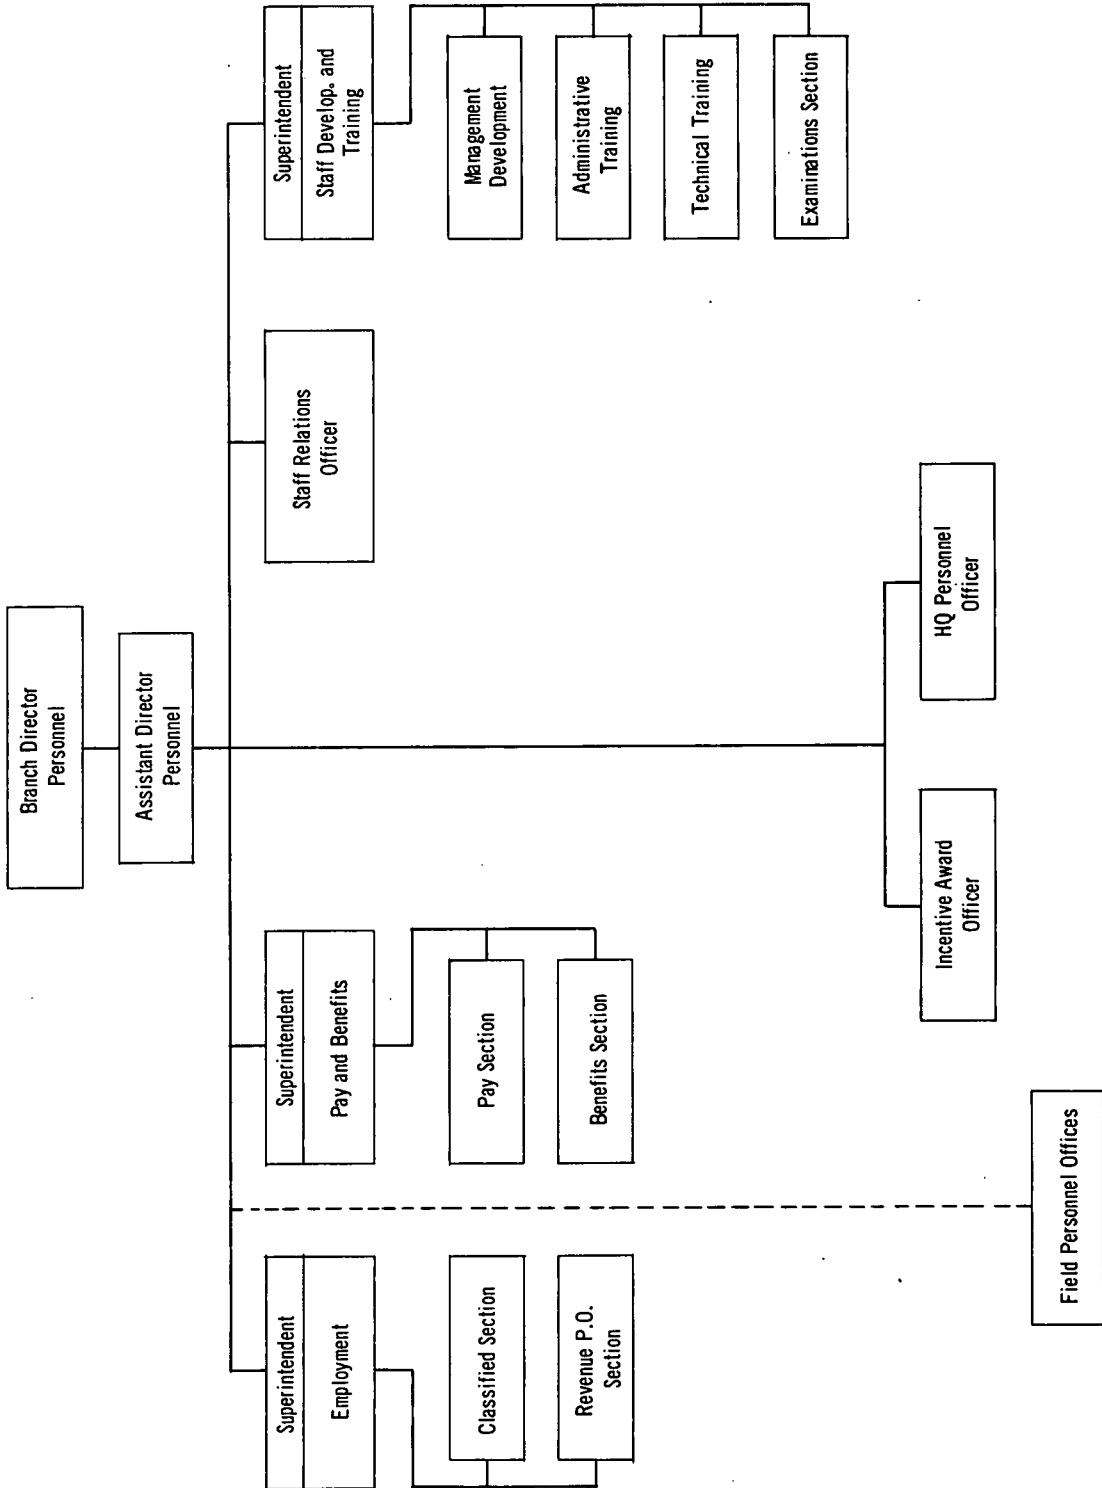 Branch Director
Personnel
Assistant Director
Personnel
Superintendent
Employment
Classified Section
Revenue P.O.
Section
Superintendent
Pay and Benefits
Pay Section
Benefits Section
Staff Relations
Officer
Superintendent
Staff Develop. and
Training
Management
Development
Administrative
Training
Technical Training
Examinations Section
Incentive Award
Officer
HQ Personnel
Officer
Field Personnel Offices